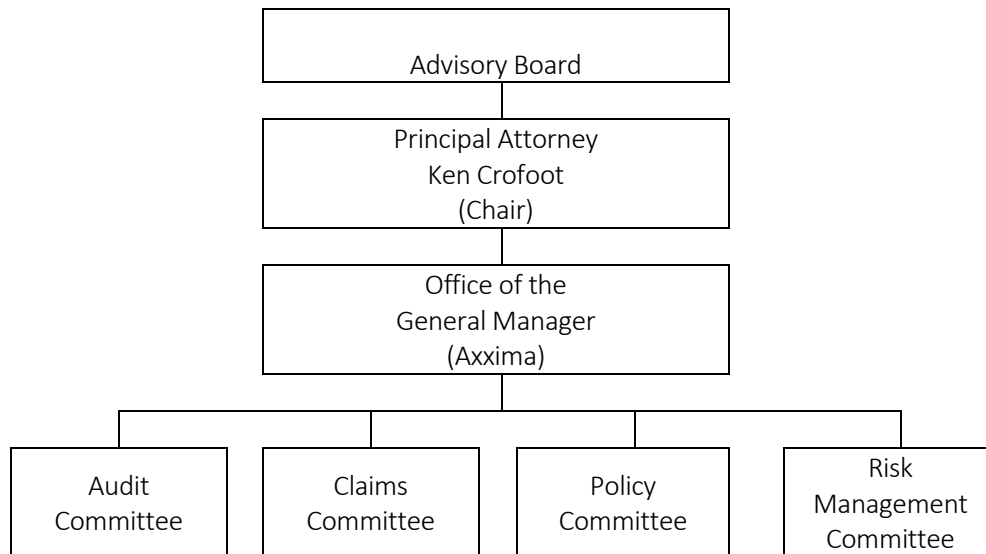 Advisory Board
Principal Attorney
Ken Crofoot
(Chair)
Office of the
General Manager
(Axxima)
Audit
Committee
Claims
Committee
Policy
Committee
Risk
Management
Committee